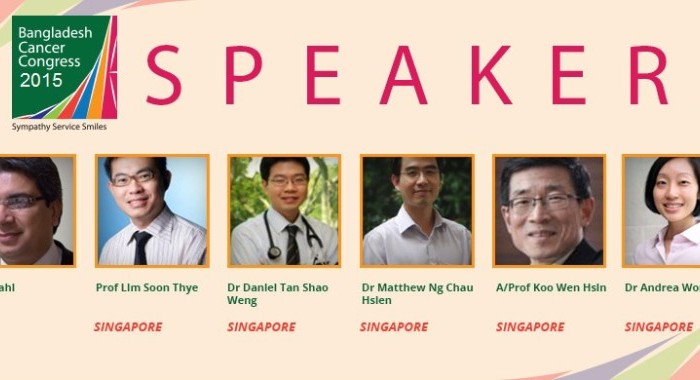 Bangladesh
Cancer
Congress
2015
Sympathy Service Smiles
SPEAKER
ahl
Prof LIm Soon Thye
Dr DanIel Tan Shao
Weng
Dr Matthew Ng Chau
HsIen
A/Prof Koo Wen HsIn
Dr Andrea Wo
SINGAPORE
SINGAPORE
SINGAPORE
SINGAPORE
SINGAPORE